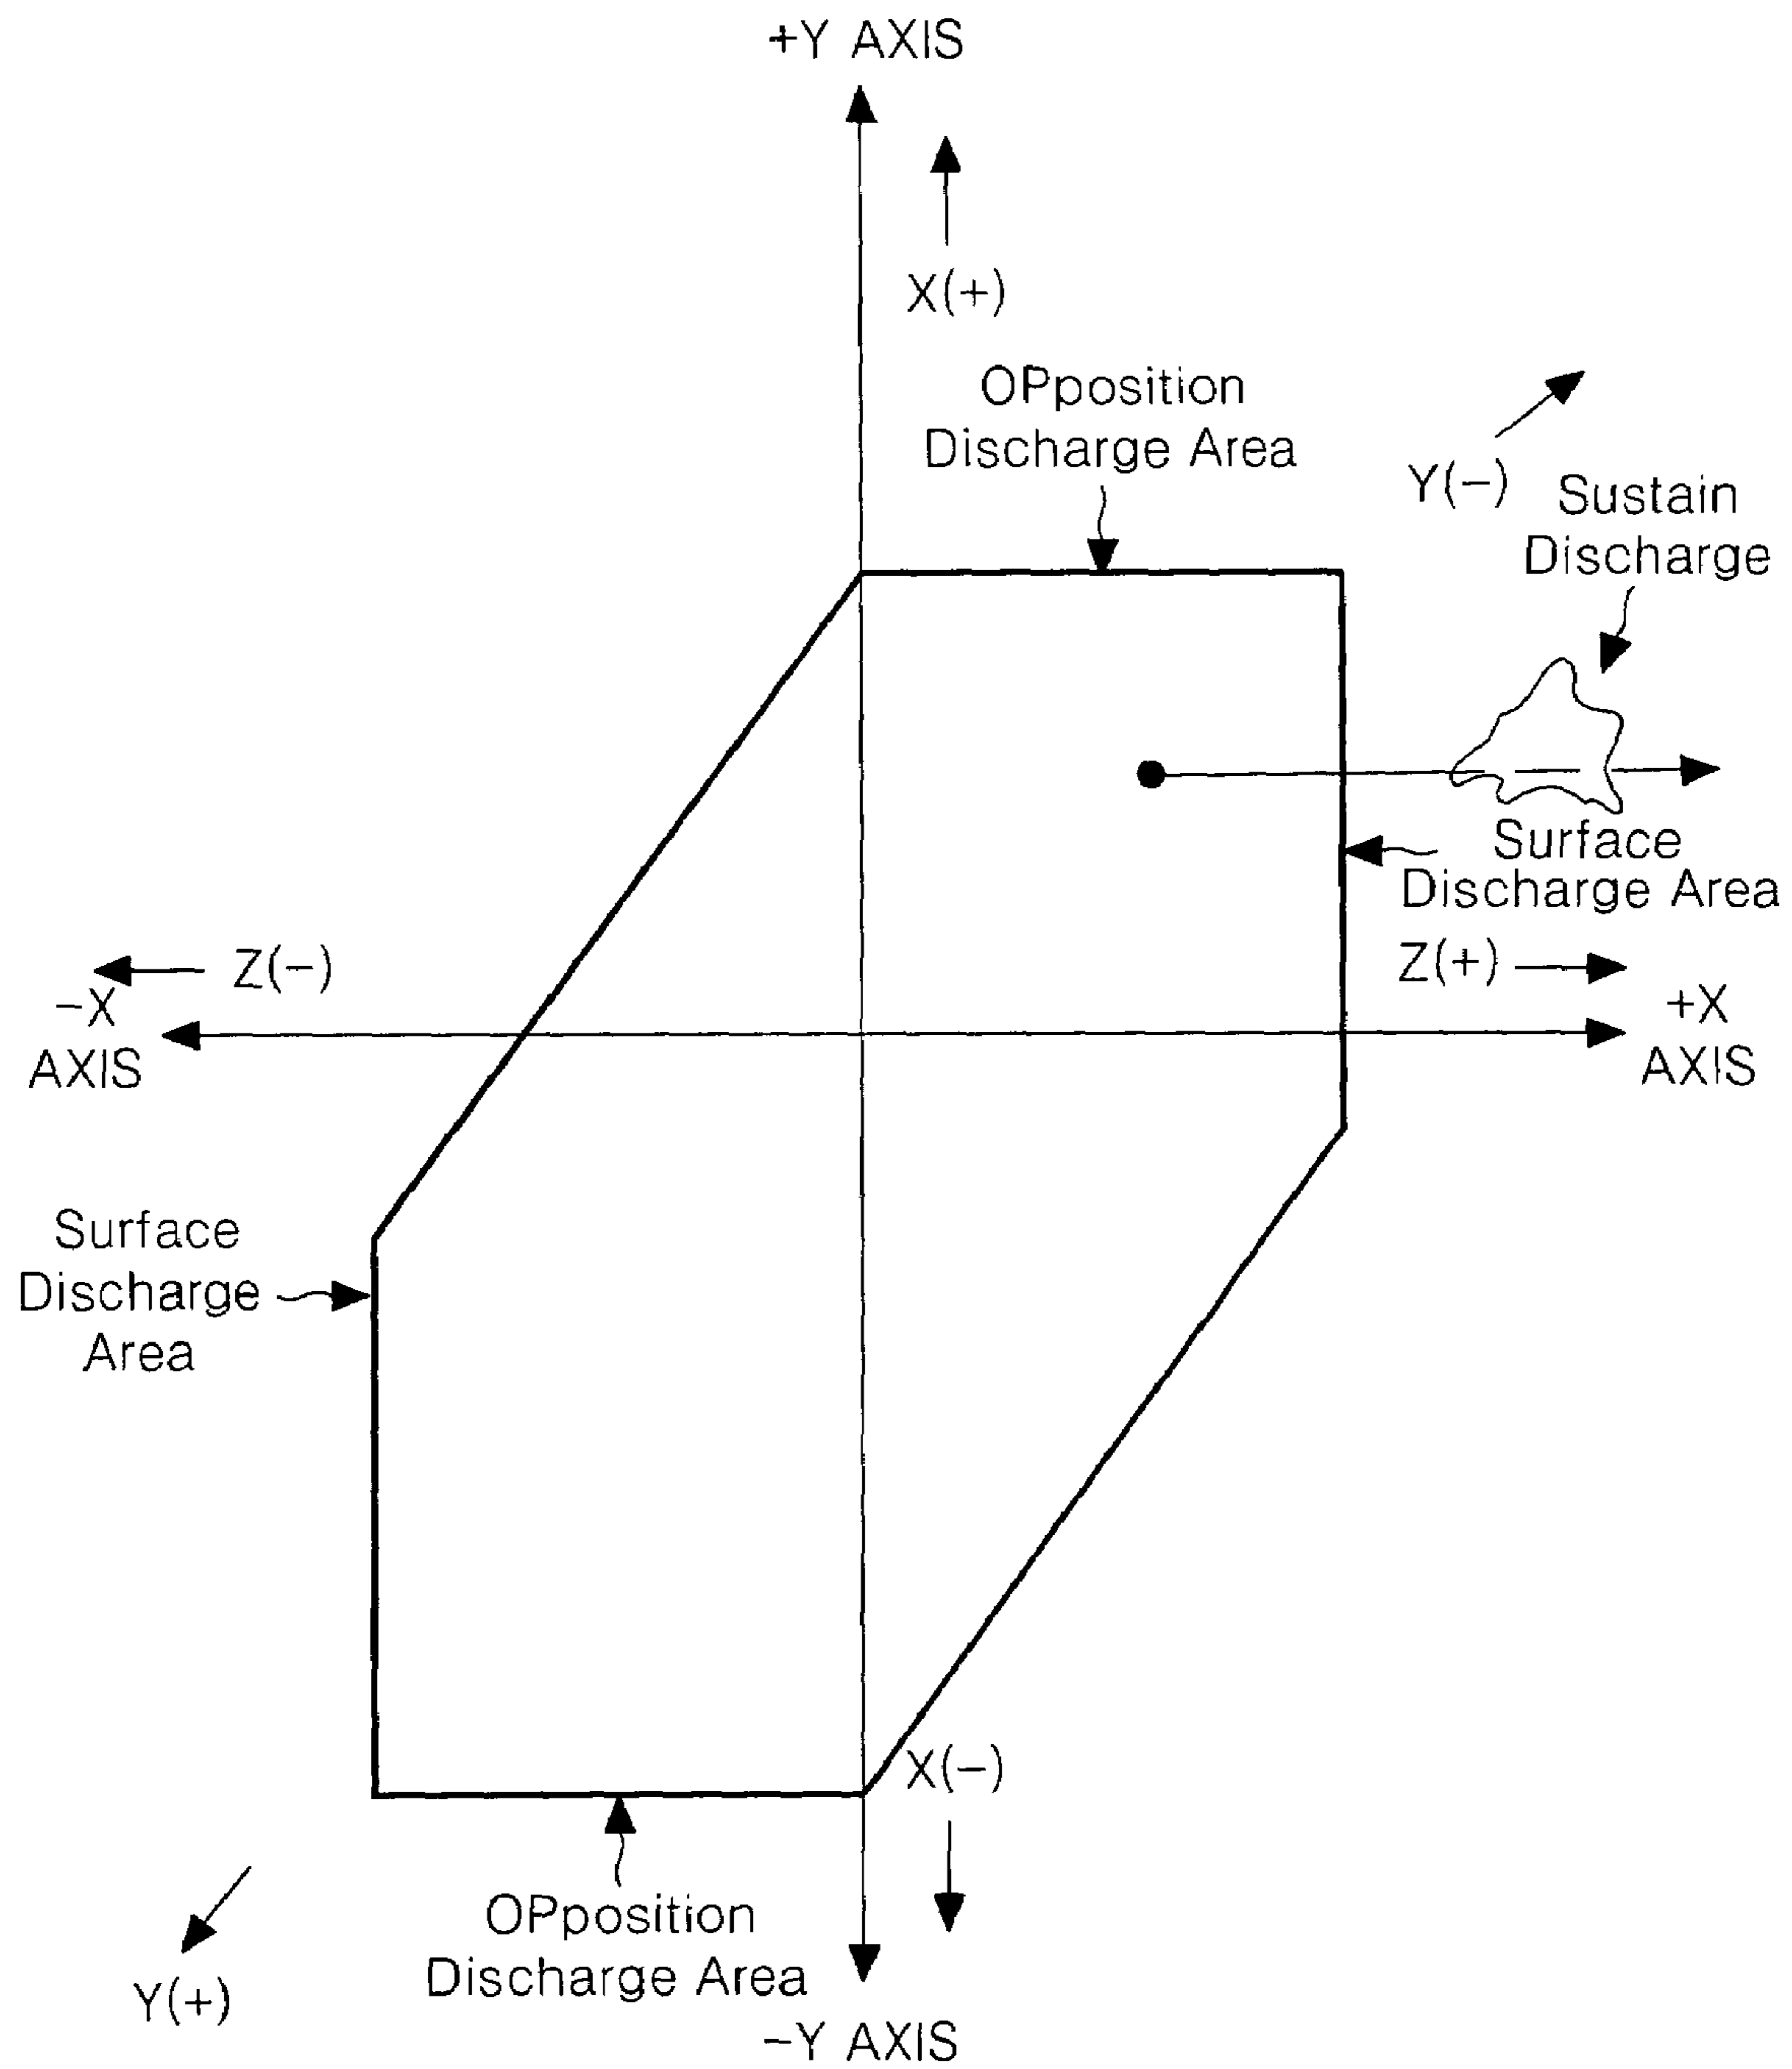 +Y AXIS
X(+)
OPposition
Discharge Area
Y(−)
Sustain
Discharge
Surface
Discharge Area
Z(−)
Z(+)
−X
AXIS
+X
AXIS
Surface
Discharge
Area
X(−)
OPposition
Discharge Area
Y(+)
−Y AXIS